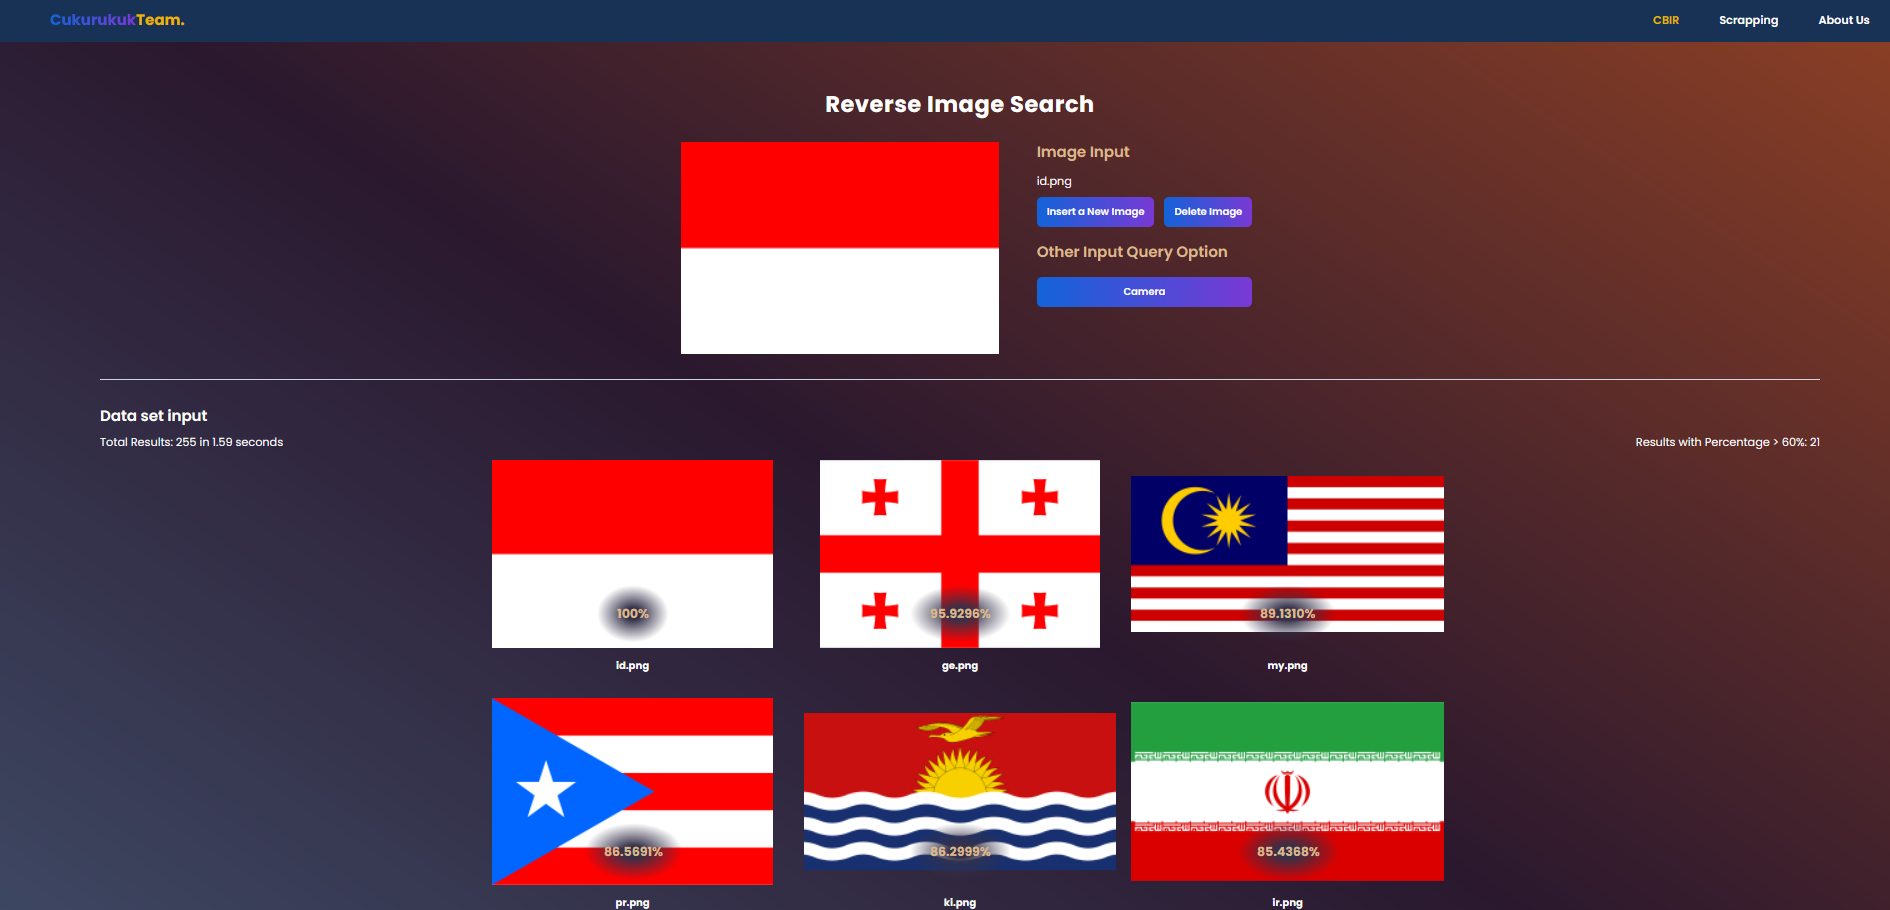 CukurukukTeam.
CBIR
Scrapping
About Us
Reverse Image Search
Image Input
id.png
Insert a New Image
Delete Image
Other Input Query Option
Camera
Data set input
Total Results: 255 in 1.59 seconds
Results with Percentage > 60%: 21
100%
95.9296%
89.1310%
id.png
ge.png
my.png
86.5691%
86.2999%
85.4368%
pr.png
ki.png
ir.png